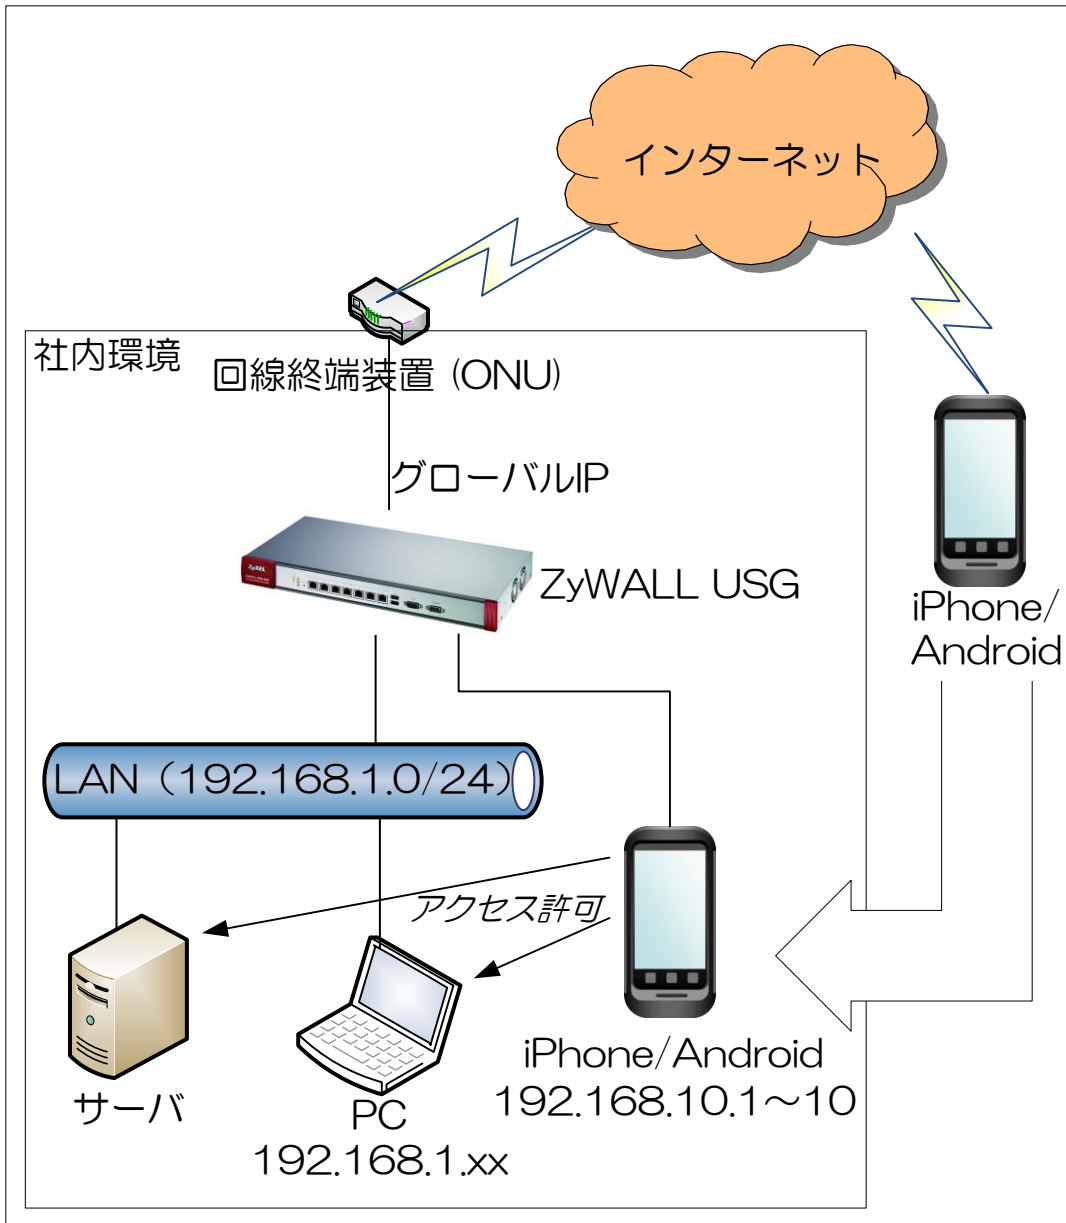 インターネット
社内環境
回線終端装置 (ONU)
グローバルIP
ZyXEL
ZyWALL USG
iPhone/
Android
LAN（192.168.1.0/24）
アクセス許可
サーバ
PC
192.168.1.xx
iPhone/Android
192.168.10.1～10